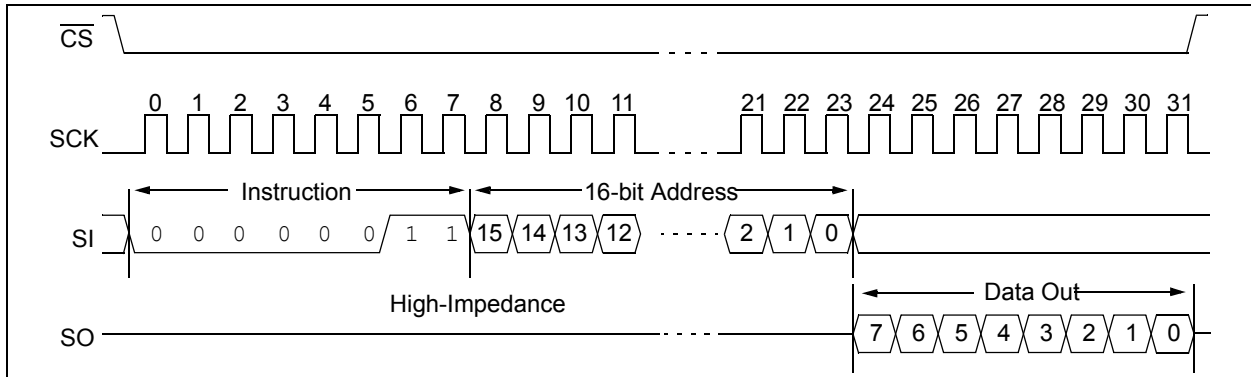 CS
0 1 2 3 4 5 6 7 8 9 10 11 21 22 23 24 25 26 27 28 29 30 31
SCK
Instruction 16-bit Address
SI 0 0 0 0 0 0 1 1 15 14 13 12 2 1 0
High-Impedance Data Out
SO 7 6 5 4 3 2 1 0